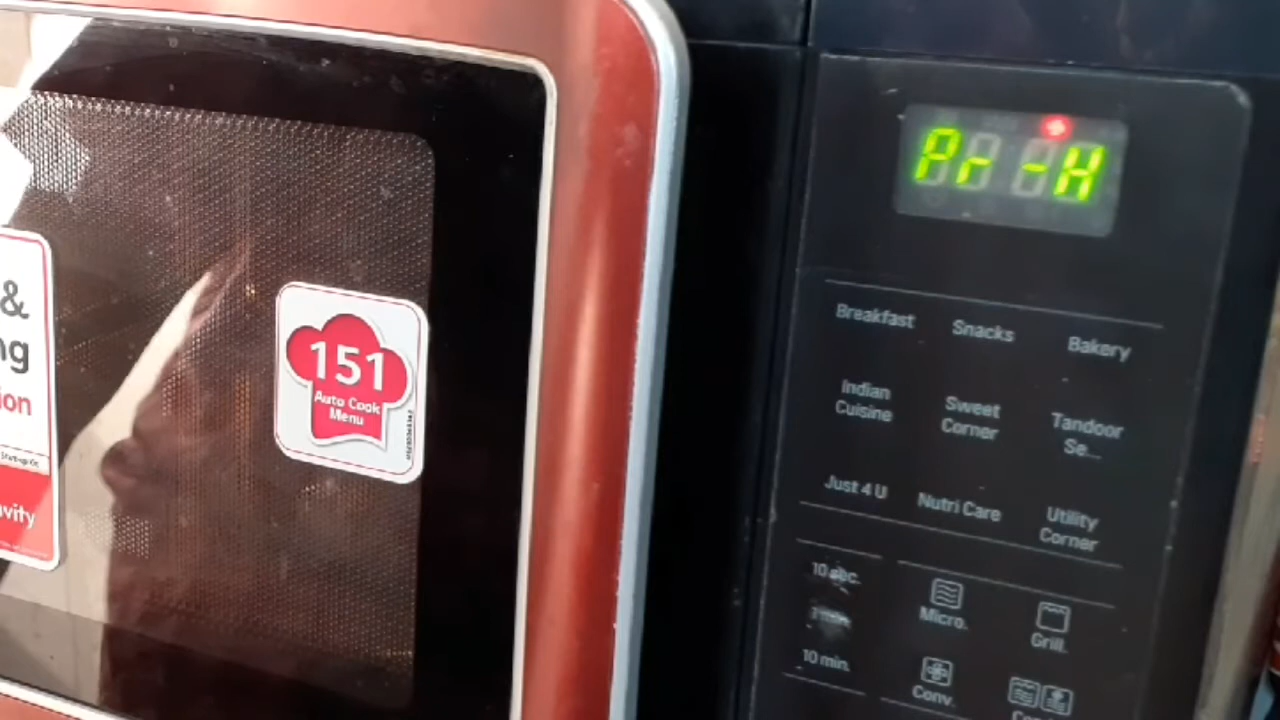 &
ng
ion
avity
151
Auto Cook
Menu
Pr-H
Breakfast
Snacks
Bakery
Indian
Cuisine
Sweet
Corner
Tandoor
Se...
Just 4 U
Nutri Care
Utility
Corner
10 sec.
10 min.
Micro.
Grill.
Conv.